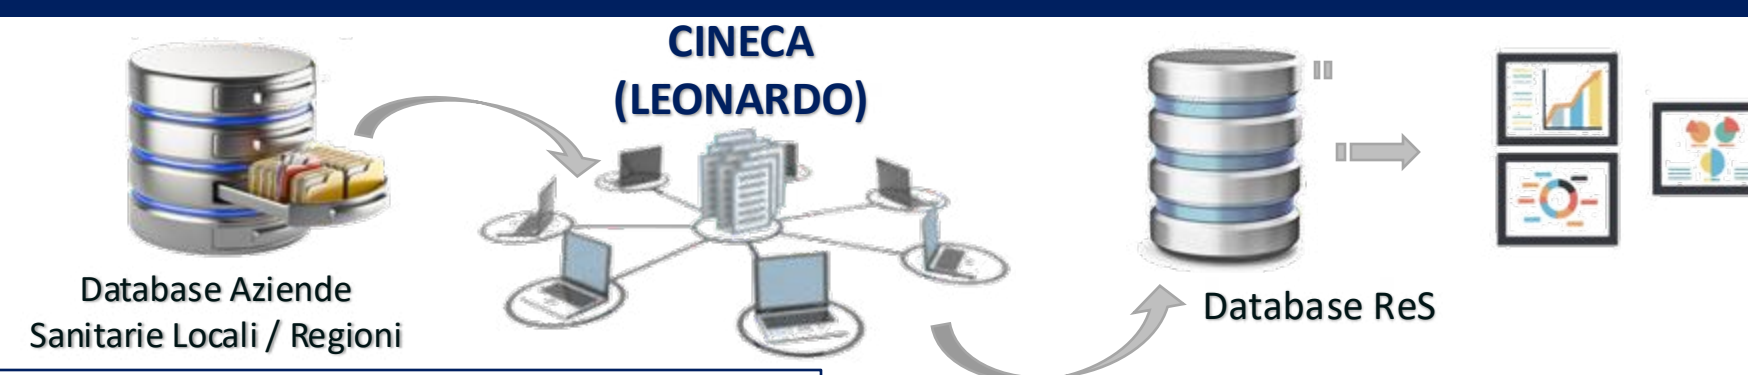 CINECA
(LEONARDO)
Database Aziende
Sanitarie Locali / Regioni
Database ReS